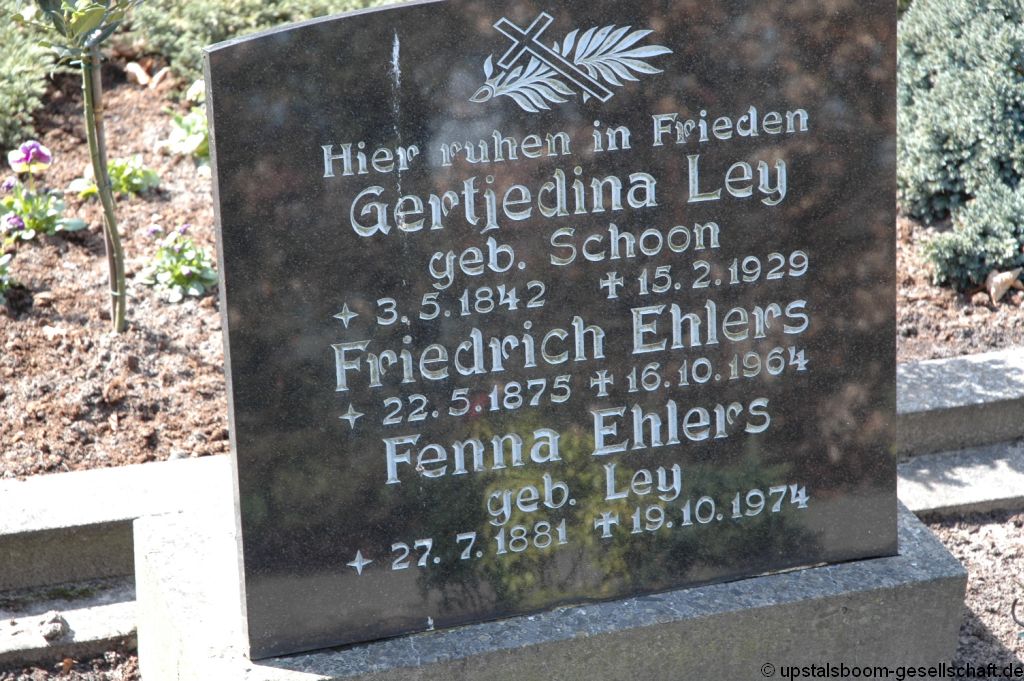 Hier ruhen in Frieden
Gertjedina Ley
geb. Schoon
✦ 3.5.1842 ✝ 15.2.1929
Friedrich Ehlers
✦ 22.5.1875 ✝ 16.10.1964
Fenna Ehlers
geb. Ley
✦ 27.7.1881 ✝ 19.10.1974
© upstalsboom-gesellschaft.de